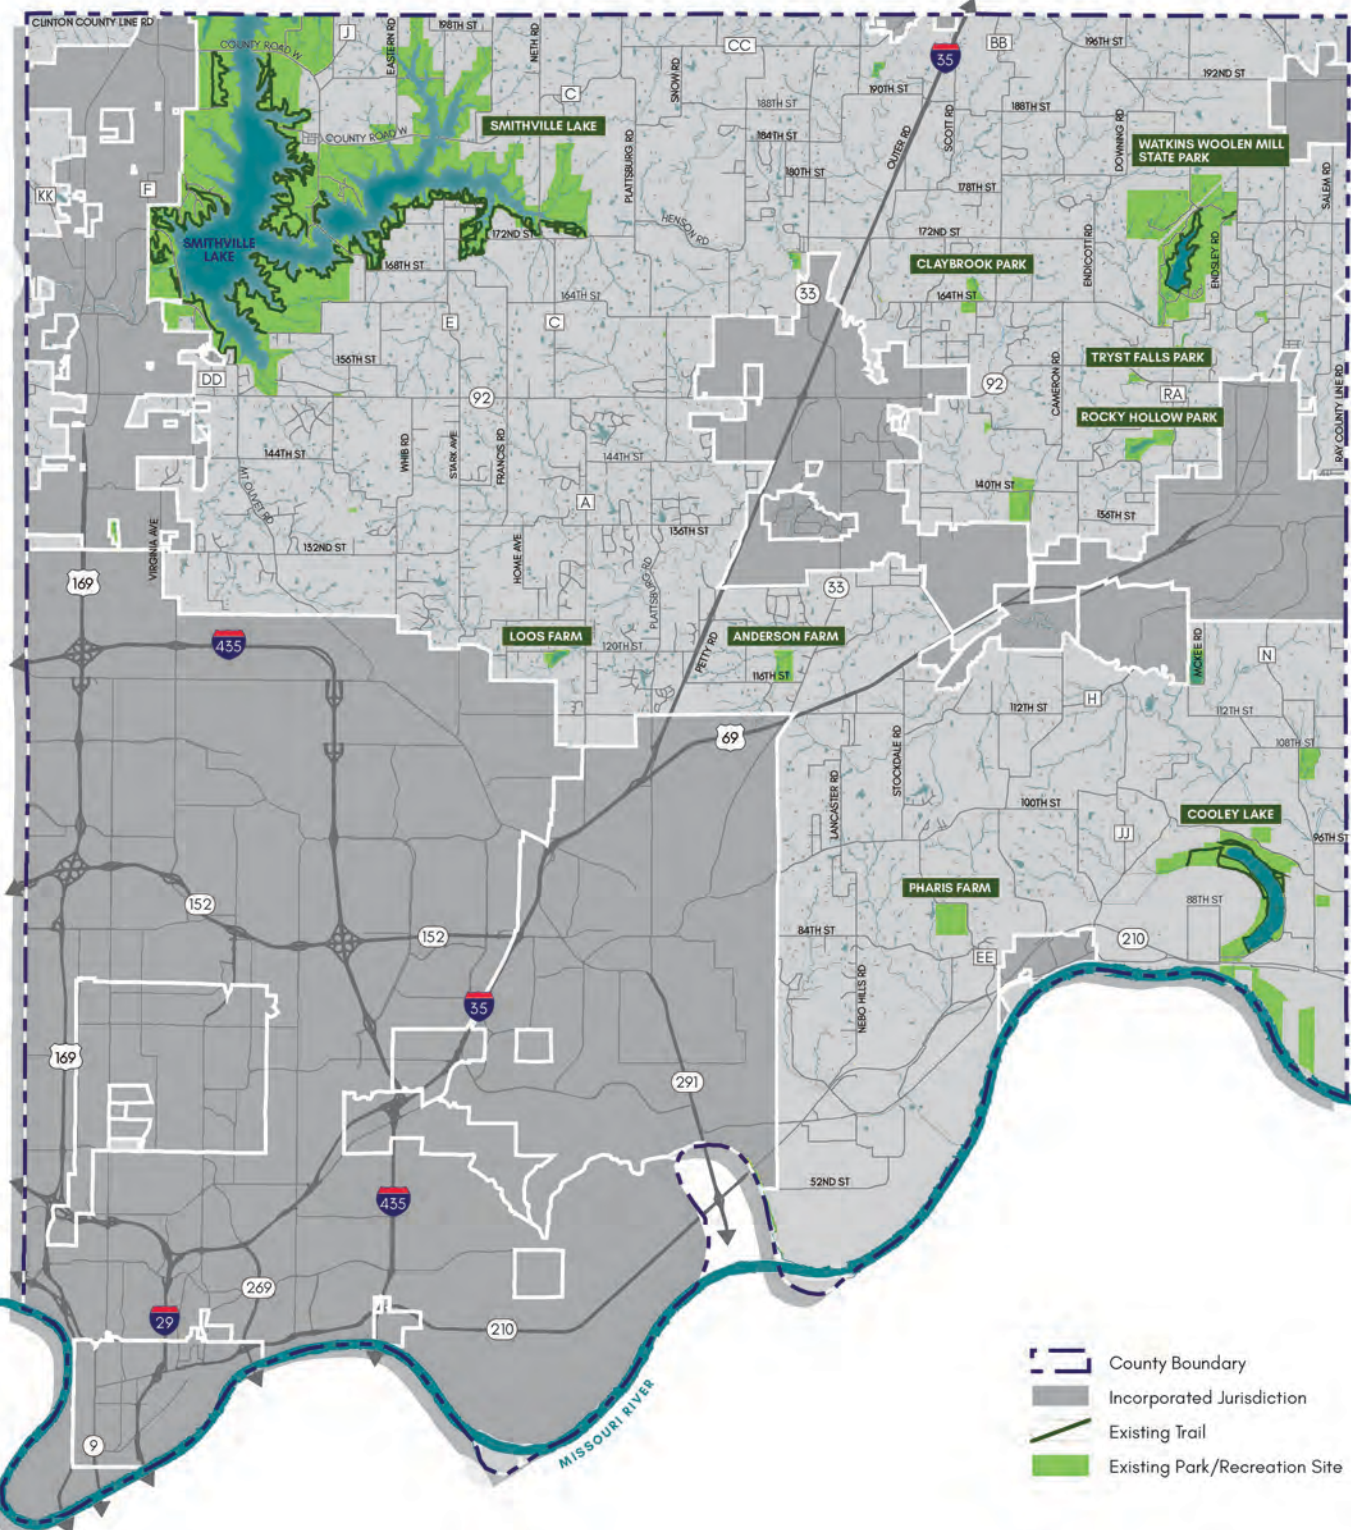 CLINTON COUNTY LINE RD
198TH ST
J
EASTERN RD
NETH RD
CC
BB
196TH ST
COUNTY ROAD W
35
SNOW RD
192ND ST
190TH ST
C
188TH ST
188TH ST
SMITHVILLE LAKE
COUNTY ROAD W
184TH ST
OUTER RD
SCOTT RD
DOWNING RD
WATKINS WOOLEN MILL
STATE PARK
PLATTSBURG RD
180TH ST
178TH ST
SALEM RD
KK
F
HENSON RD
172ND ST
172ND ST
SMITHVILLE
LAKE
ENDICOTT RD
ENDSLEY RD
168TH ST
CLAYBROOK PARK
164TH ST
33
164TH ST
E
C
156TH ST
TRYST FALLS PARK
DD
92
92
CAMERON RD
RA
RAY COUNTY LINE RD
ROCKY HOLLOW PARK
144TH ST
WHIB RD
STARK AVE
FRANCIS RD
144TH ST
MT OLIVET RD
140TH ST
A
136TH ST
136TH ST
VIRGINIA AVE
132ND ST
HOME AVE
PLATTSBURG RD
169
33
435
LOOS FARM
120TH ST
PETTY RD
ANDERSON FARM
116TH ST
MCKEE RD
N
H
112TH ST
112TH ST
69
STOCKDALE RD
108TH ST
LANCASTER RD
100TH ST
COOLEY LAKE
JJ
96TH ST
PHARIS FARM
152
88TH ST
152
84TH ST
210
EE
35
NEBO HILLS RD
169
291
435
52ND ST
269
29
210
MISSOURI RIVER
9
County Boundary
Incorporated Jurisdiction
Existing Trail
Existing Park/Recreation Site